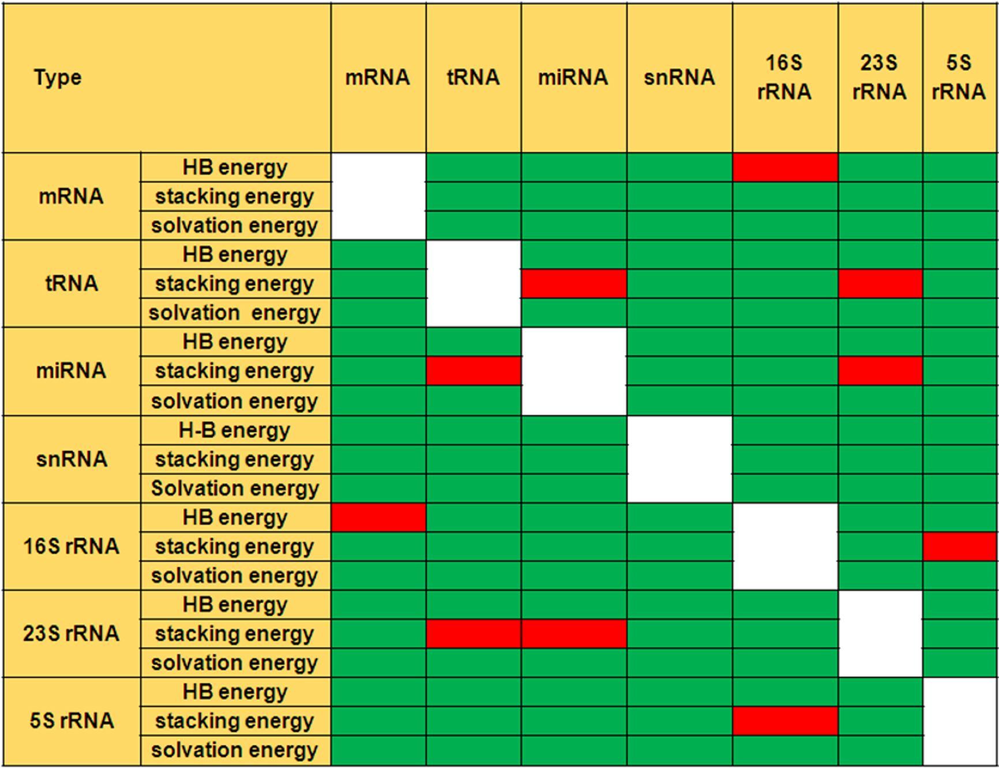 Type
mRNA
tRNA
miRNA
snRNA
16S
rRNA
23S
rRNA
5S
rRNA
mRNA
HB energy
stacking energy
solvation energy
tRNA
HB energy
stacking energy
solvation energy
miRNA
HB energy
stacking energy
solvation energy
snRNA
H-B energy
stacking energy
Solvation energy
16S rRNA
HB energy
stacking energy
solvation energy
23S rRNA
HB energy
stacking energy
solvation energy
5S rRNA
HB energy
stacking energy
solvation energy